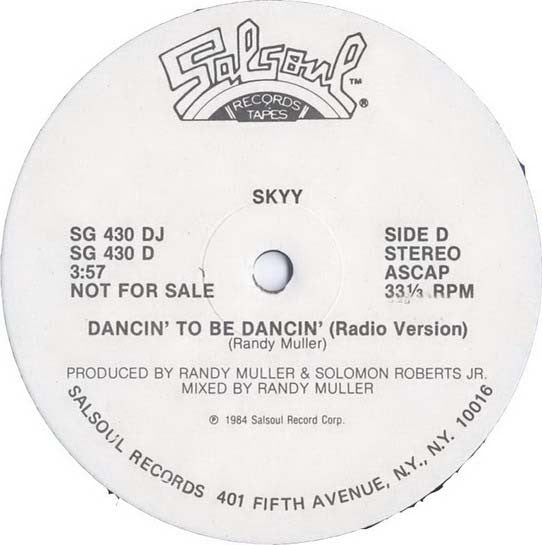 Salsoul ™ ®
RECORDS
TAPES
SKYY
SG 430 DJ
SG 430 D
3:57
NOT FOR SALE
SIDE D
STEREO
ASCAP
33⅓ RPM
DANCIN' TO BE DANCIN' (Radio Version)
(Randy Muller)
PRODUCED BY RANDY MULLER & SOLOMON ROBERTS JR.
MIXED BY RANDY MULLER
℗ 1984 Salsoul Record Corp.
SALSOUL RECORDS 401 FIFTH AVENUE, N.Y., N.Y. 10016